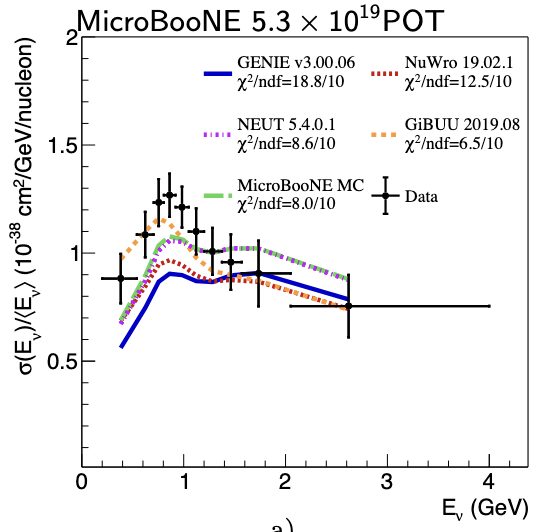 MicroBooNE 5.3 × 10¹⁹POT
GENIE v3.00.06
χ²/ndf=18.8/10
NuWro 19.02.1
χ²/ndf=12.5/10
NEUT 5.4.0.1
χ²/ndf=8.6/10
GiBUU 2019.08
χ²/ndf=6.5/10
MicroBooNE MC
χ²/ndf=8.0/10
Data
σ(Eᵥ)/⟨Eᵥ⟩ (10⁻³⁸ cm²/GeV/nucleon)
2
1.5
1
0.5
0 1 2 3 4
Eᵥ (GeV)
a)